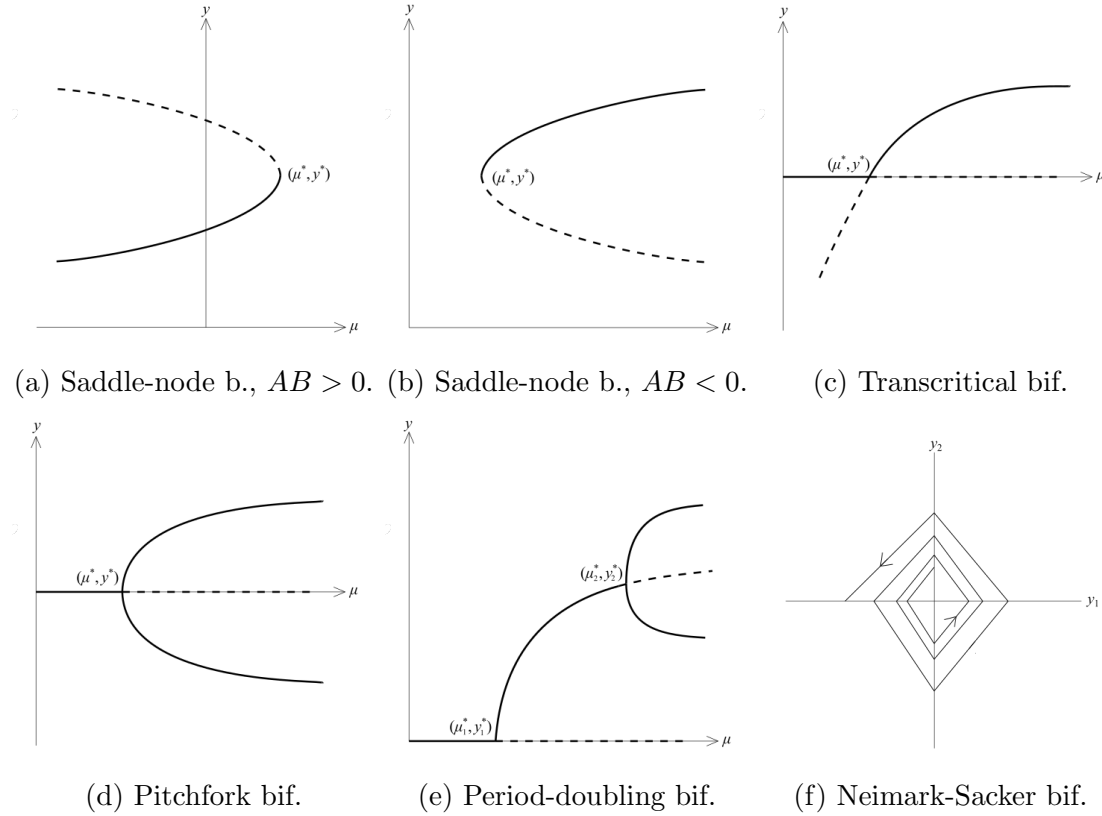 y
(μ*, y*)
μ
(a) Saddle-node b., AB > 0.
y
(μ*, y*)
μ
(b) Saddle-node b., AB < 0.
y
(μ*, y*)
μ
(c) Transcritical bif.
y
(μ*, y*)
μ
(d) Pitchfork bif.
y
(μ₂*, y₂*)
(μ₁*, y₁*)
μ
(e) Period-doubling bif.
y₂
y₁
(f) Neimark-Sacker bif.